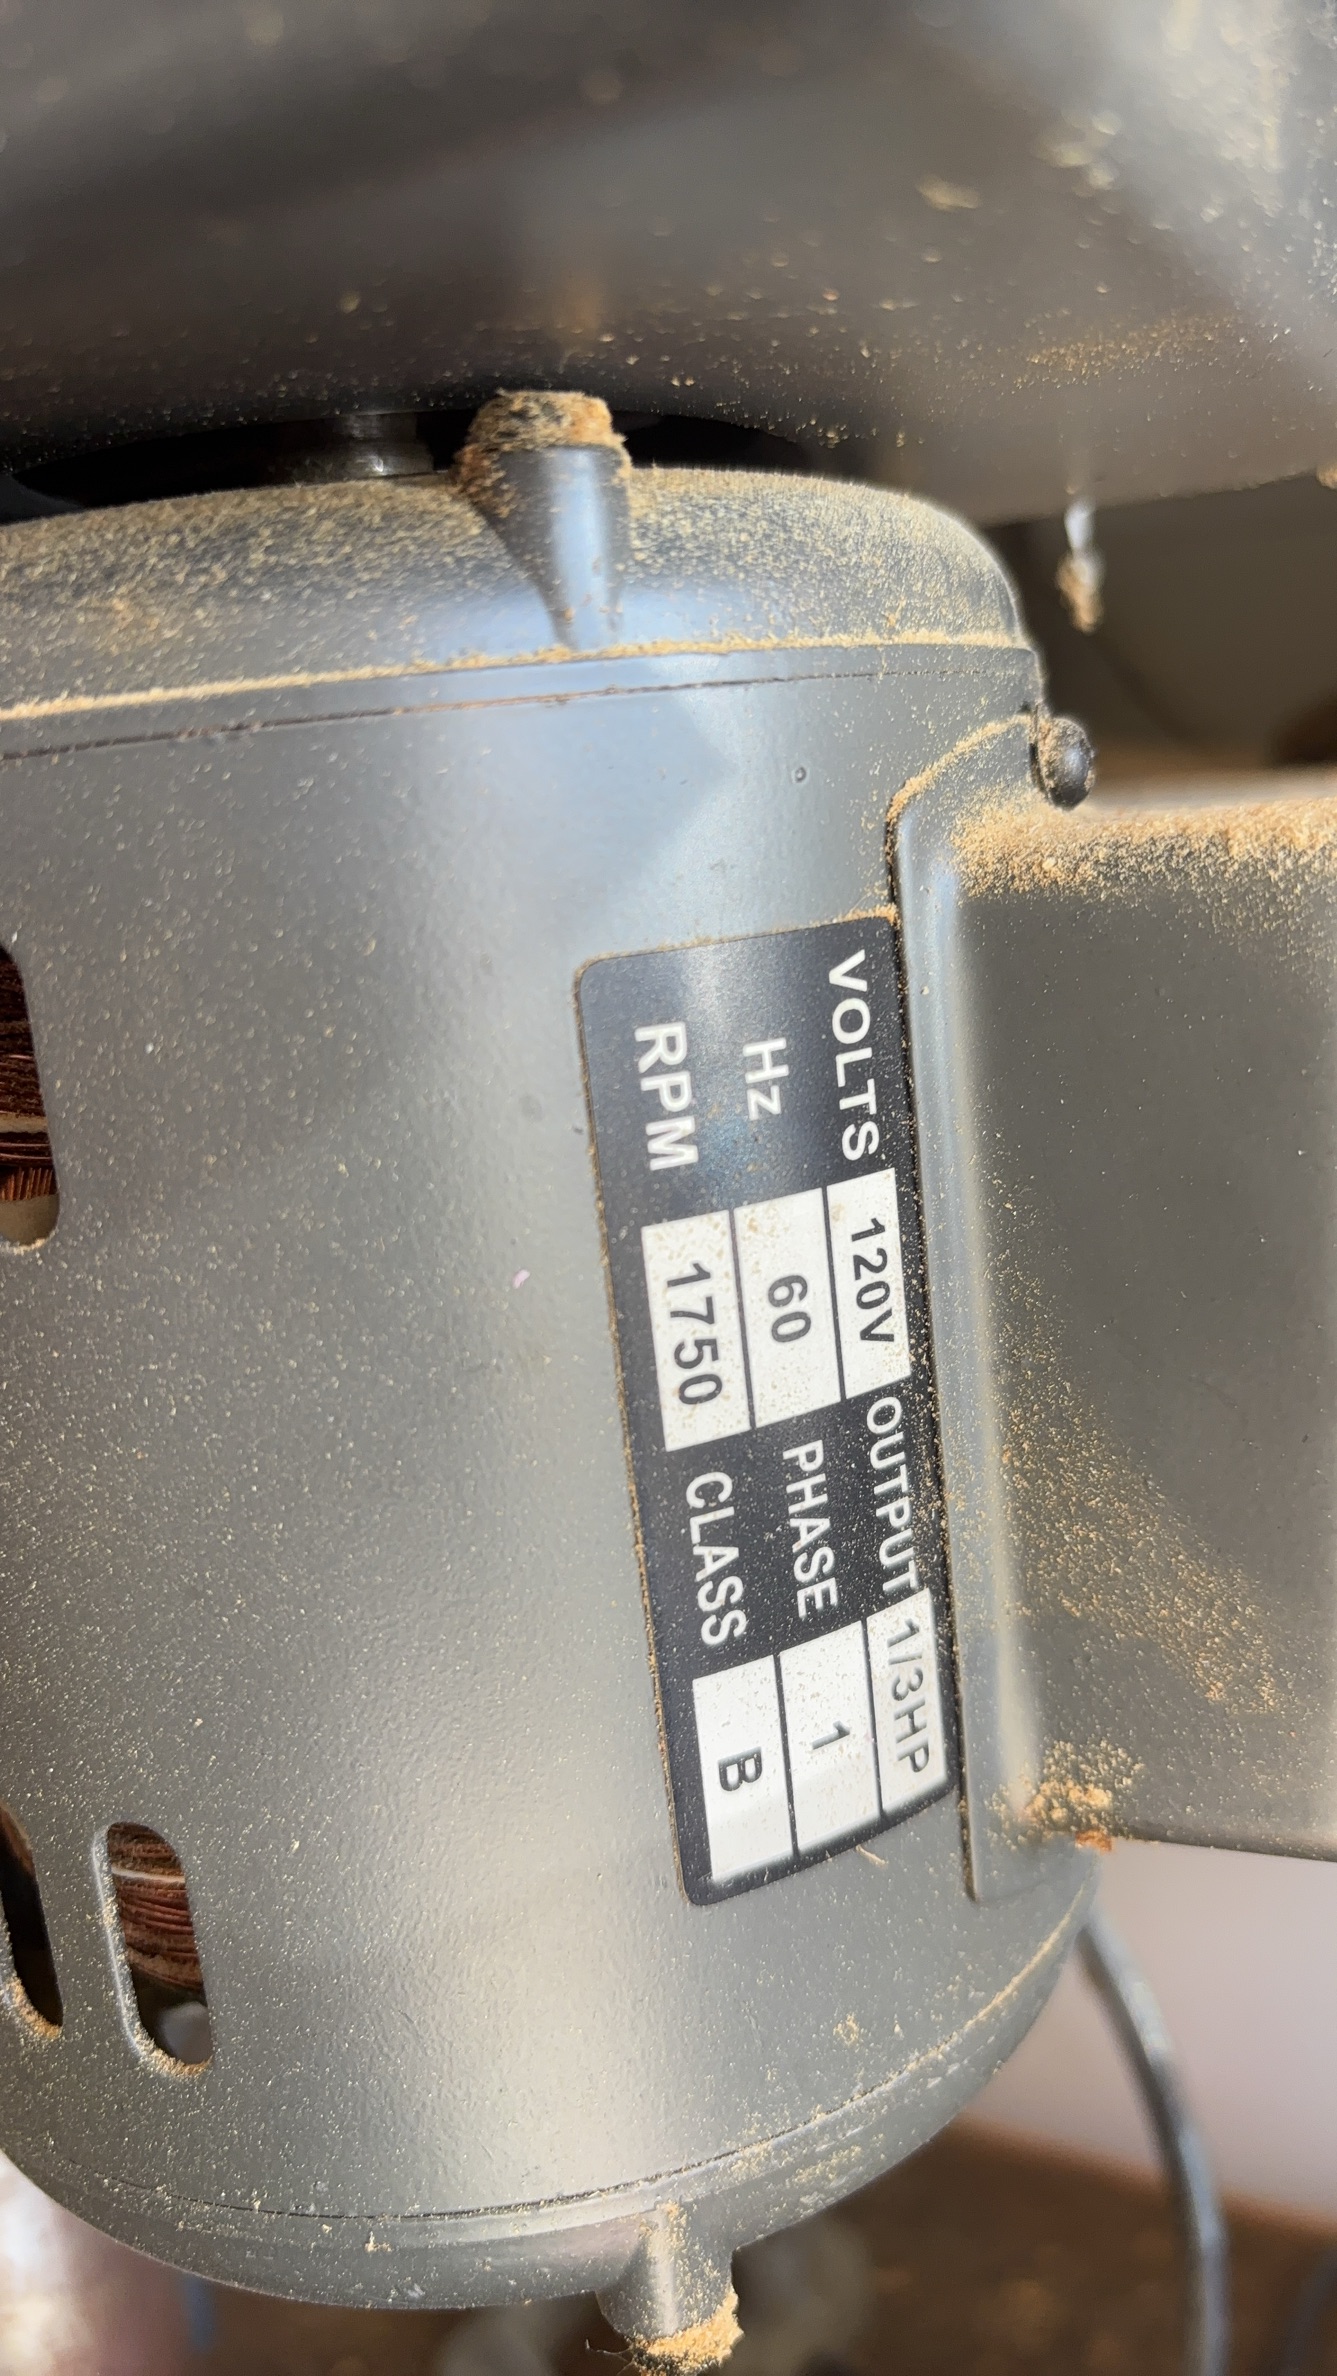 VOLTS 120V OUTPUT 1/3HP
Hz 60 PHASE 1
RPM 1750 CLASS B